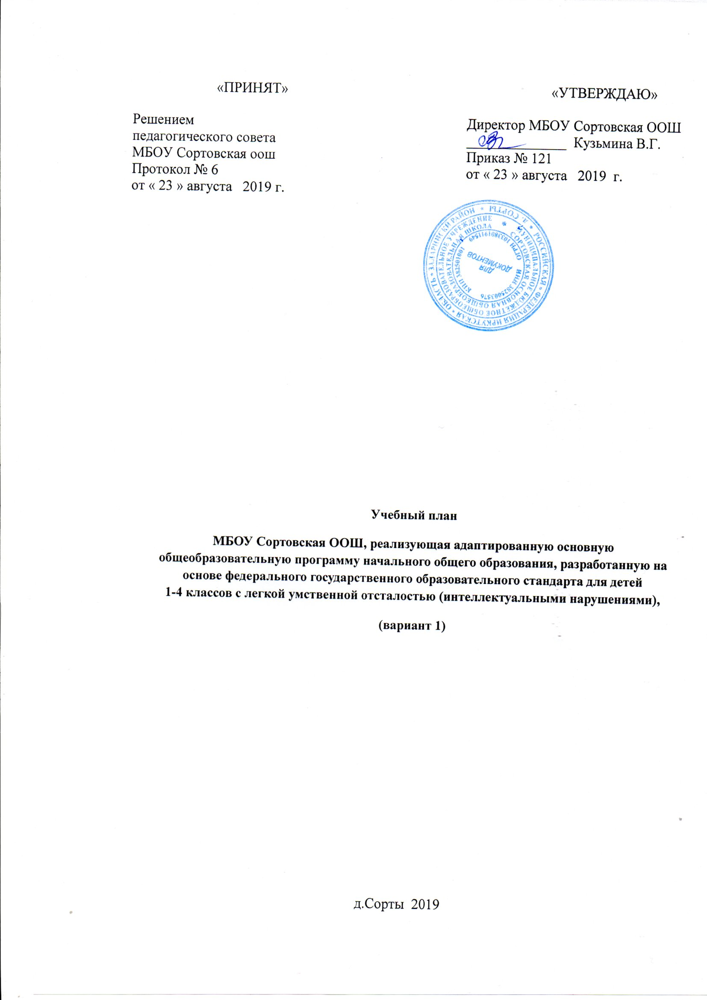 «ПРИНЯТ»
Решением
педагогического совета
МБОУ Сортовская оош
Протокол № 6
от « 23 » августа 2019 г.
«УТВЕРЖДАЮ»
Директор МБОУ Сортовская ООШ
Кузьмина В.Г.
Приказ № 121
от « 23 » августа 2019 г.
РОССИЙСКАЯ * ФЕДЕРАЦИЯ ИРКУТСКАЯ * ОБЛАСТЬ * ЗАЛАРИНСКИ РАЙОН * д. СОРТЫ *
МУНИЦИПАЛЬНОЕ БЮДЖЕТНОЕ ОБЩЕОБРАЗОВАТЕЛЬНОЕ УЧРЕЖДЕНИЕ *
СОРТОВСКАЯ ОСНОВНАЯ ОБЩЕОБРАЗОВАТЕЛЬНАЯ ШКОЛА
ИНН 3825003576
КПП 382501001
ОГРН 1033801911549
ДЛЯ
ДОКУМЕНТОВ
Учебный план
МБОУ Сортовская ООШ, реализующая адаптированную основную
общеобразовательную программу начального общего образования, разработанную на
основе федерального государственного образовательного стандарта для детей
1-4 классов с легкой умственной отсталостью (интеллектуальными нарушениями),
(вариант 1)
д.Сорты 2019